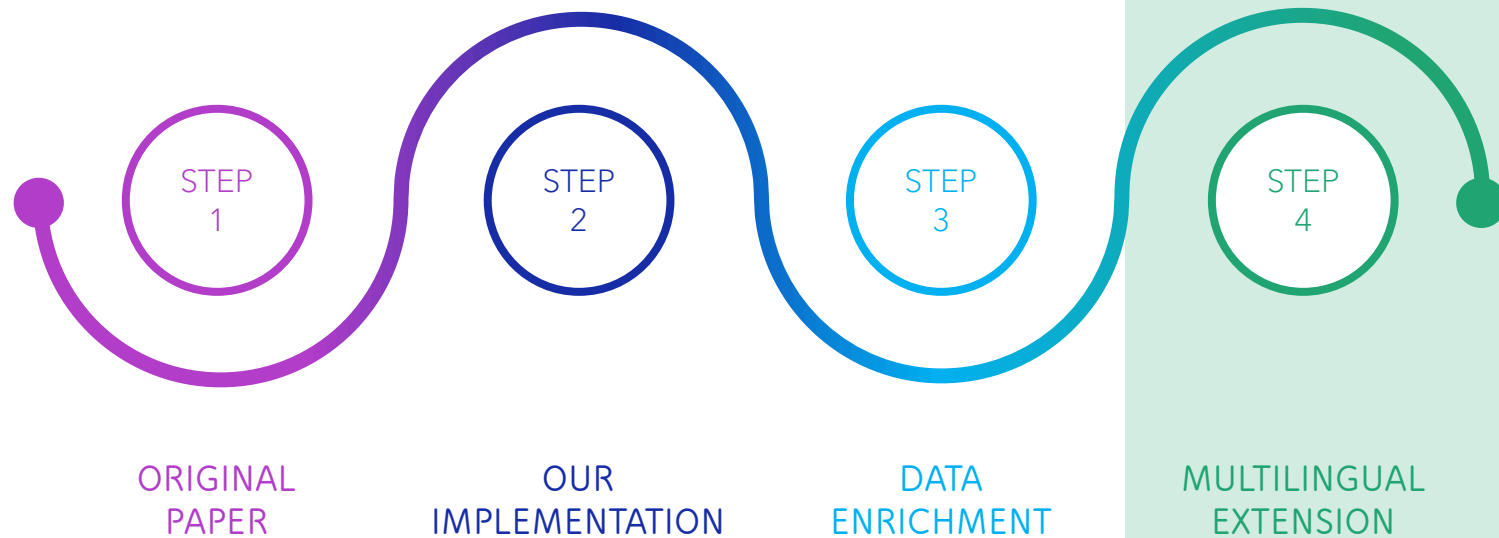 STEP
1
STEP
2
STEP
3
STEP
4
ORIGINAL
PAPER
OUR
IMPLEMENTATION
DATA
ENRICHMENT
MULTILINGUAL
EXTENSION